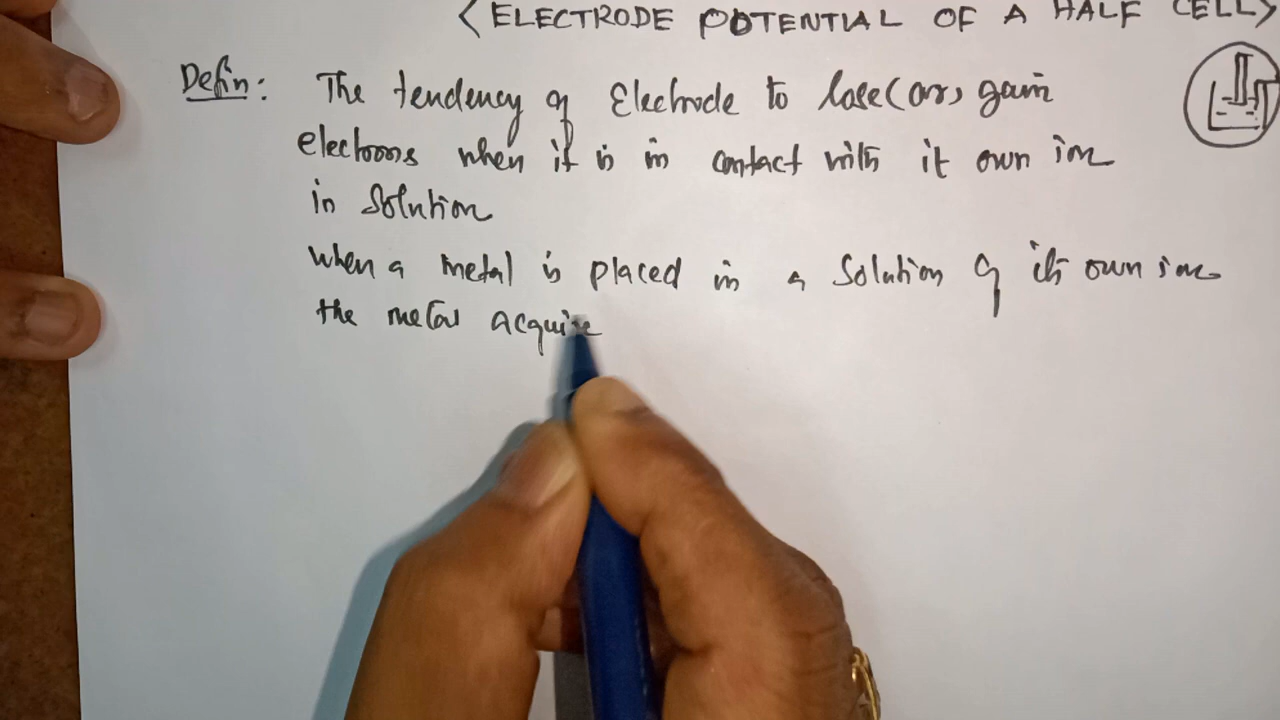 < ELECTRODE POTENTIAL OF A HALF CELL>
Defin: The tendency of Electrode to lose (or) gain
electrons when it is in contact with it own ion
in Solution
when a metal is placed in a Solution of its own ion
the metal acquire